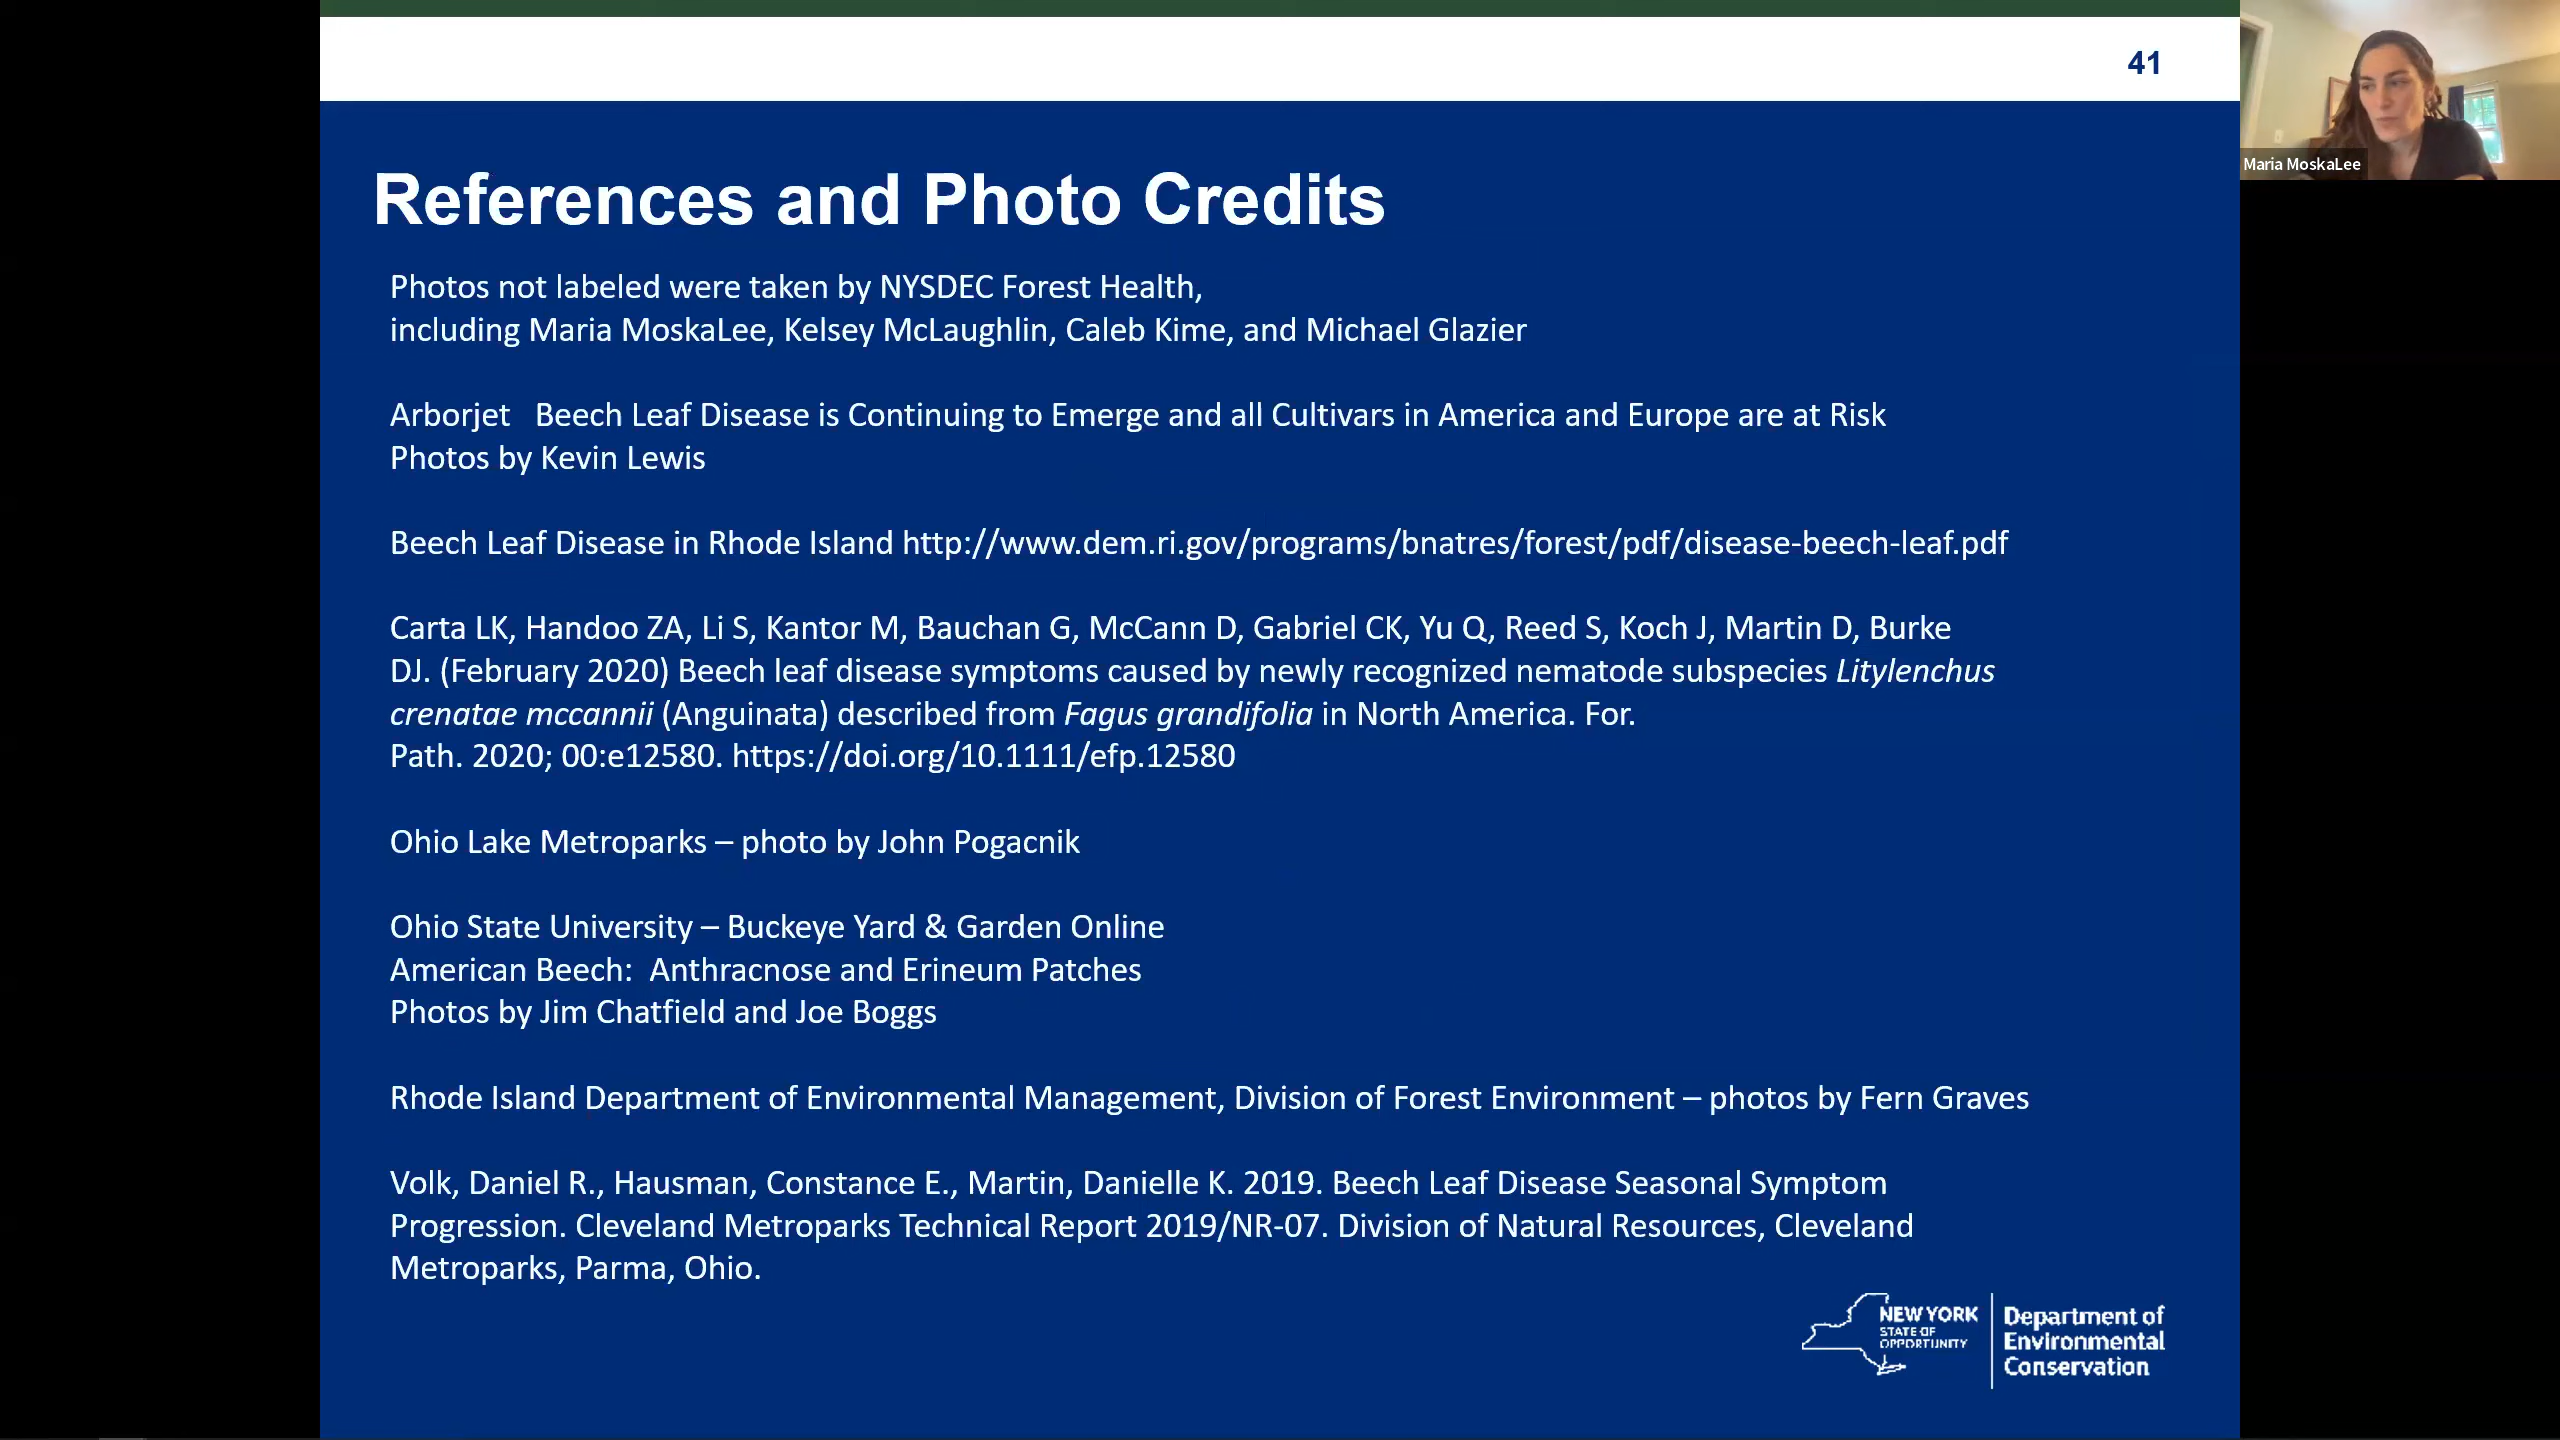 41
Maria MoskaLee
References and Photo Credits
Photos not labeled were taken by NYSDEC Forest Health,
including Maria MoskaLee, Kelsey McLaughlin, Caleb Kime, and Michael Glazier
Arborjet   Beech Leaf Disease is Continuing to Emerge and all Cultivars in America and Europe are at Risk
Photos by Kevin Lewis
Beech Leaf Disease in Rhode Island http://www.dem.ri.gov/programs/bnatres/forest/pdf/disease-beech-leaf.pdf
Carta LK, Handoo ZA, Li S, Kantor M, Bauchan G, McCann D, Gabriel CK, Yu Q, Reed S, Koch J, Martin D, Burke
DJ. (February 2020) Beech leaf disease symptoms caused by newly recognized nematode subspecies Litylenchus
crenatae mccannii (Anguinata) described from Fagus grandifolia in North America. For.
Path. 2020; 00:e12580. https://doi.org/10.1111/efp.12580
Ohio Lake Metroparks – photo by John Pogacnik
Ohio State University – Buckeye Yard & Garden Online
American Beech:  Anthracnose and Erineum Patches
Photos by Jim Chatfield and Joe Boggs
Rhode Island Department of Environmental Management, Division of Forest Environment – photos by Fern Graves
Volk, Daniel R., Hausman, Constance E., Martin, Danielle K. 2019. Beech Leaf Disease Seasonal Symptom
Progression. Cleveland Metroparks Technical Report 2019/NR-07. Division of Natural Resources, Cleveland
Metroparks, Parma, Ohio.
NEW YORK
STATE OF
OPPORTUNITY
Department of
Environmental
Conservation